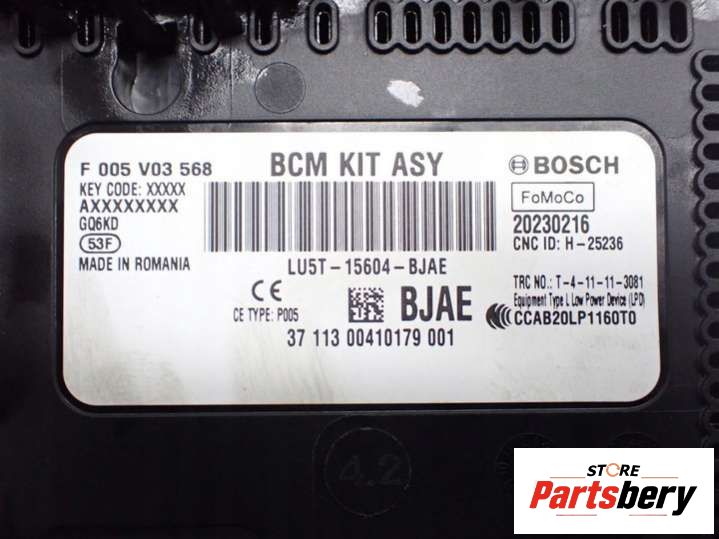 F 005 V03 568
BCM KIT ASY
BOSCH
KEY CODE: XXXXX
AXXXXXXXX
GQ6KD
53F
MADE IN ROMANIA
FoMoCo
20230216
CNC ID: H-25236
LU5T-15604-BJAE
CE
CE TYPE: P005
BJAE
TRC NO.: T-4-11-11-3081
Equipment Type L Low Power Device (LPD)
CCAB20LP1160T0
37 113 00410179 001
4.2
STORE
Partsbery